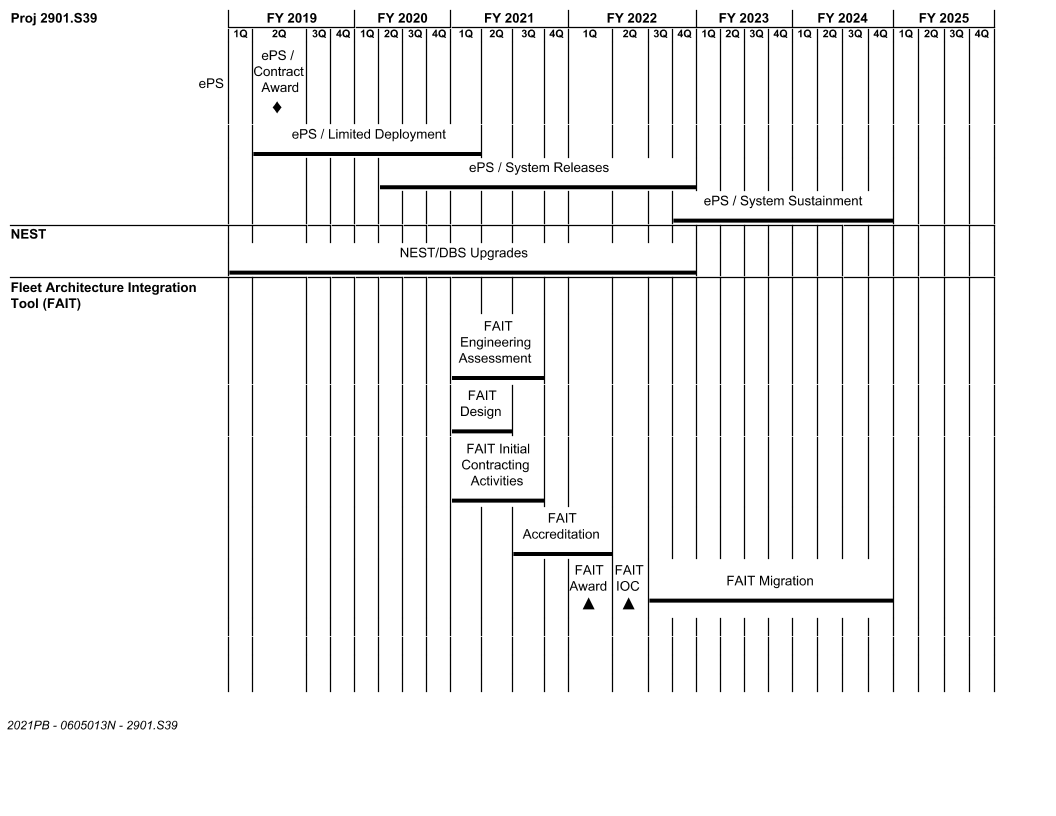 Proj 2901.S39
FY 2019 FY 2020 FY 2021 FY 2022 FY 2023 FY 2024 FY 2025
1Q 2Q 3Q 4Q 1Q 2Q 3Q 4Q 1Q 2Q 3Q 4Q 1Q 2Q 3Q 4Q 1Q 2Q 3Q 4Q 1Q 2Q 3Q 4Q 1Q 2Q 3Q 4Q
ePS
ePS /
Contract
Award
ePS / Limited Deployment
ePS / System Releases
ePS / System Sustainment
NEST
NEST/DBS Upgrades
Fleet Architecture Integration
Tool (FAIT)
FAIT
Engineering
Assessment
FAIT
Design
FAIT Initial
Contracting
Activities
FAIT
Accreditation
FAIT
Award
FAIT
IOC
FAIT Migration
2021PB - 0605013N - 2901.S39